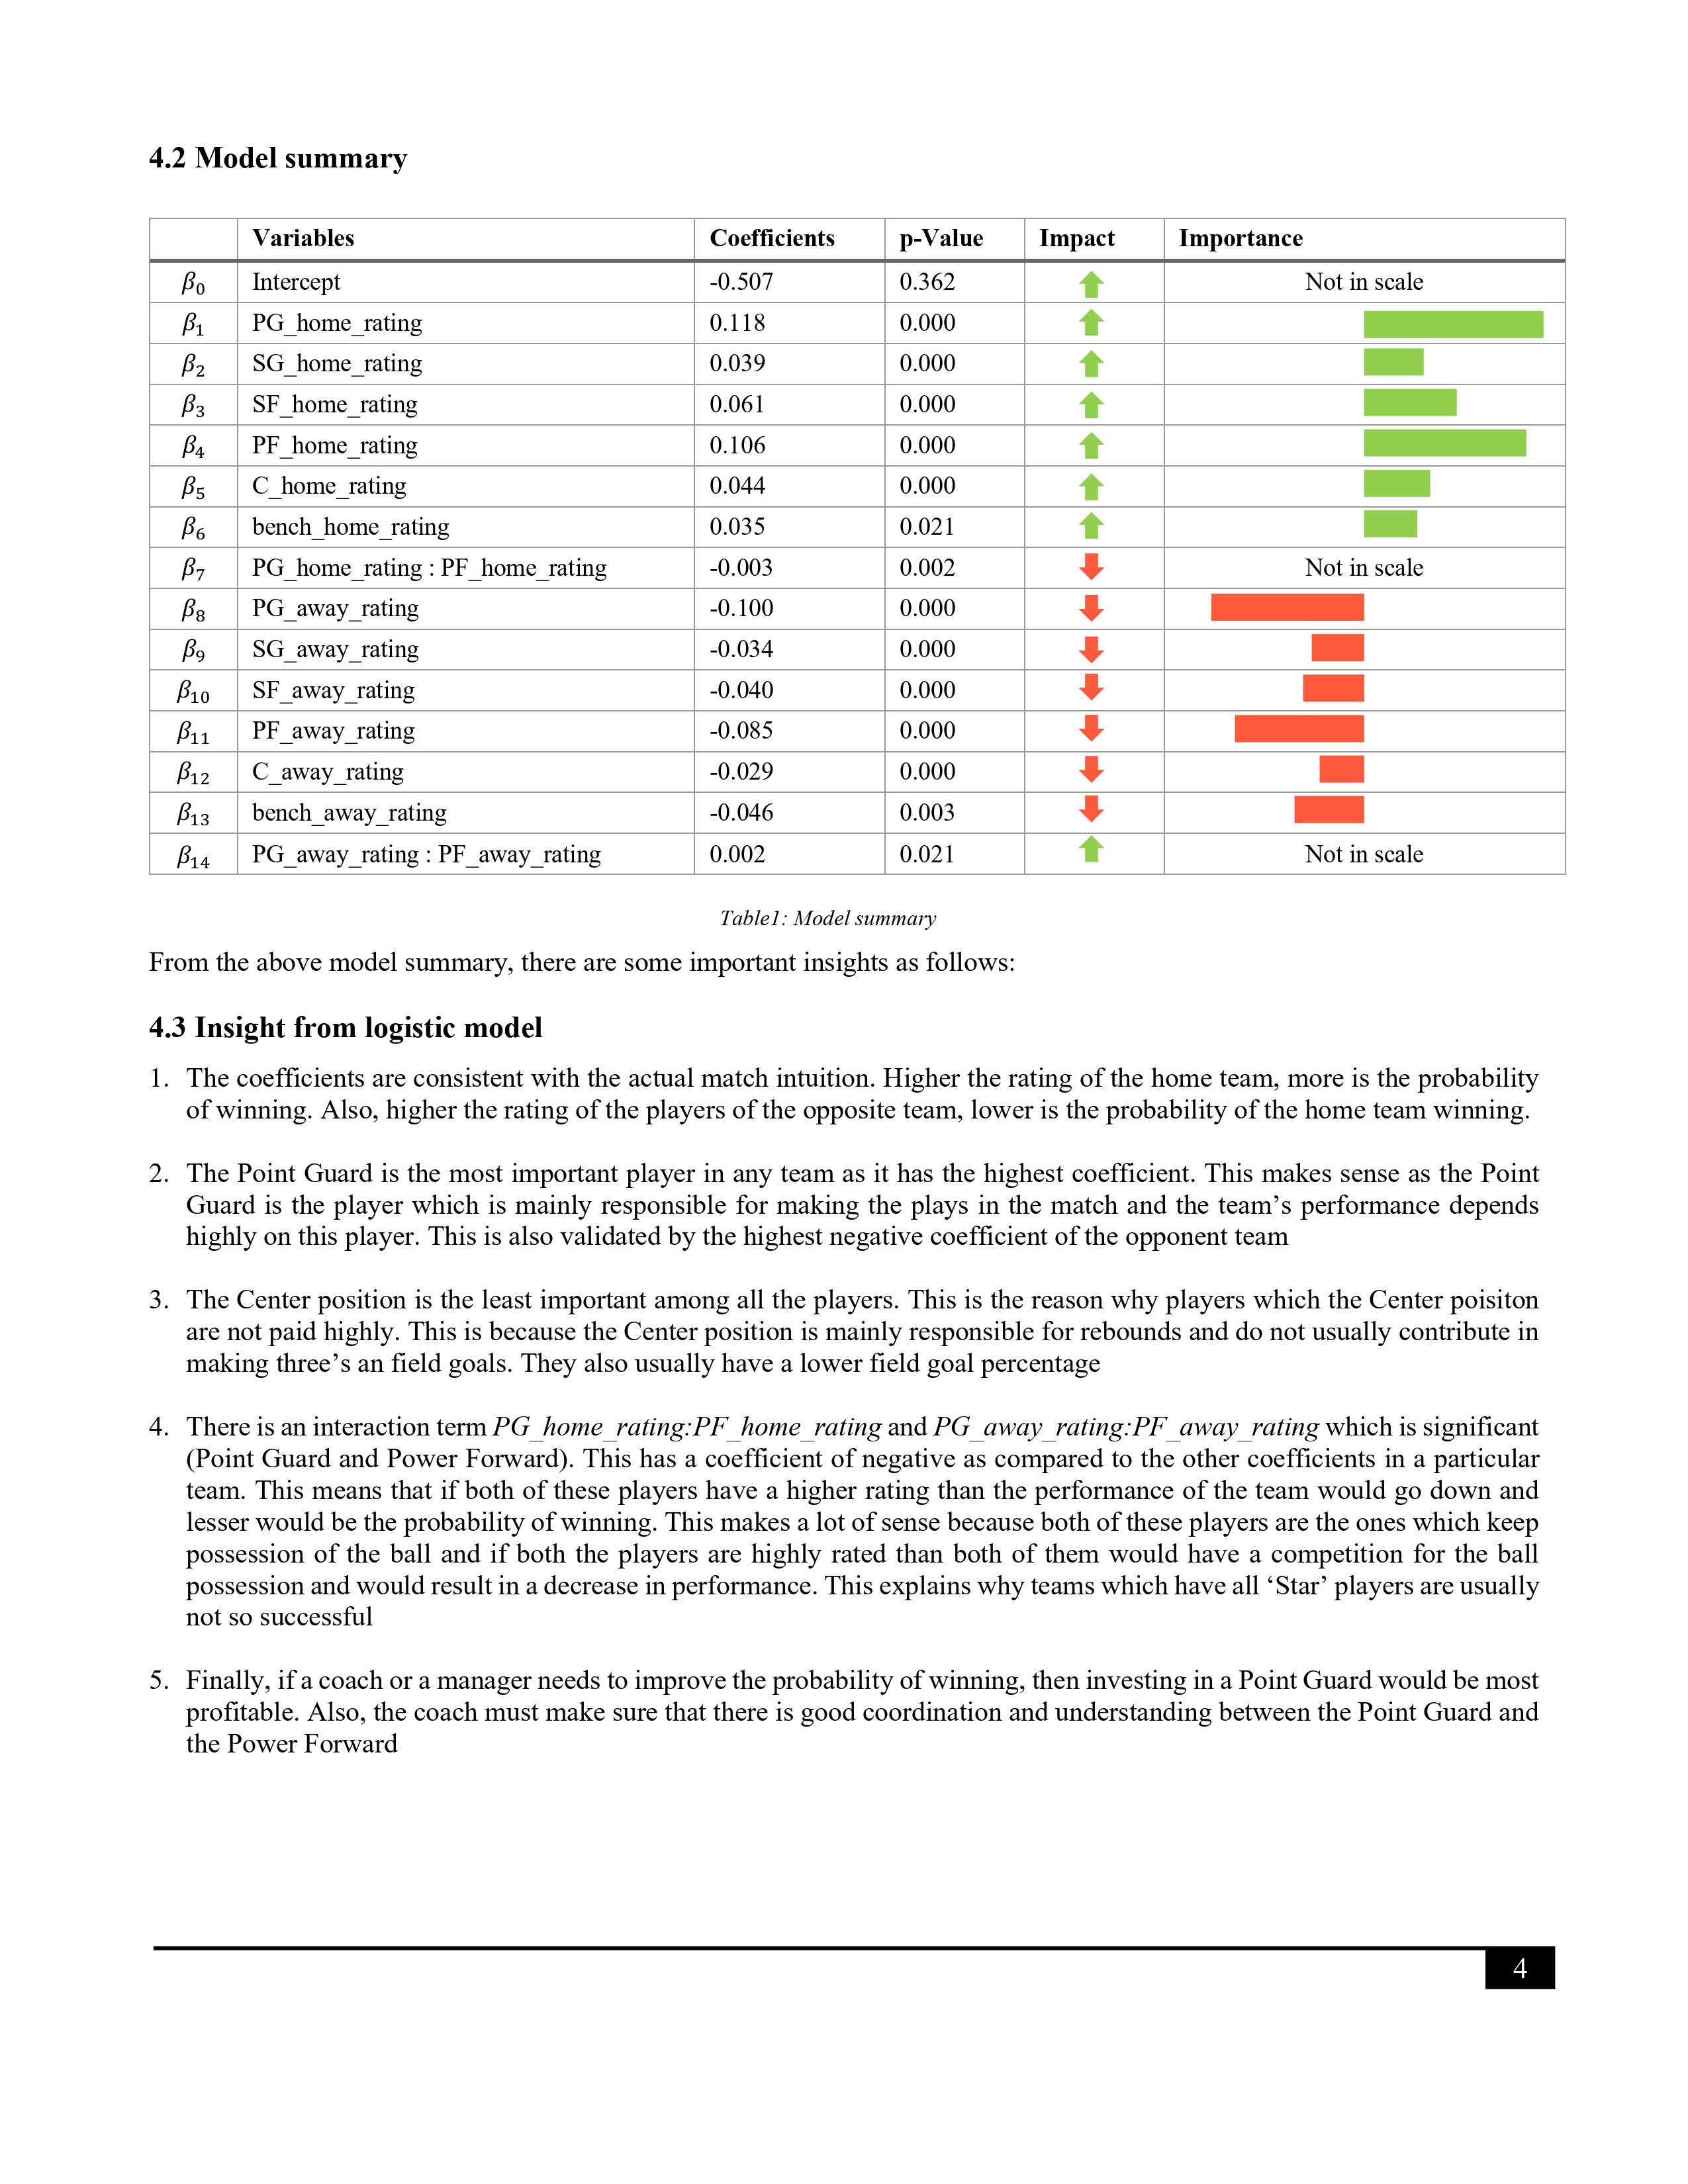 4.2 Model summary
Variables Coefficients p-Value Impact Importance
β0 Intercept -0.507 0.362 Not in scale
β1 PG_home_rating 0.118 0.000
β2 SG_home_rating 0.039 0.000
β3 SF_home_rating 0.061 0.000
β4 PF_home_rating 0.106 0.000
β5 C_home_rating 0.044 0.000
β6 bench_home_rating 0.035 0.021
β7 PG_home_rating : PF_home_rating -0.003 0.002 Not in scale
β8 PG_away_rating -0.100 0.000
β9 SG_away_rating -0.034 0.000
β10 SF_away_rating -0.040 0.000
β11 PF_away_rating -0.085 0.000
β12 C_away_rating -0.029 0.000
β13 bench_away_rating -0.046 0.003
β14 PG_away_rating : PF_away_rating 0.002 0.021 Not in scale
Table1: Model summary
From the above model summary, there are some important insights as follows:
4.3 Insight from logistic model
1. The coefficients are consistent with the actual match intuition. Higher the rating of the home team, more is the probability
of winning. Also, higher the rating of the players of the opposite team, lower is the probability of the home team winning.
2. The Point Guard is the most important player in any team as it has the highest coefficient. This makes sense as the Point
Guard is the player which is mainly responsible for making the plays in the match and the team’s performance depends
highly on this player. This is also validated by the highest negative coefficient of the opponent team
3. The Center position is the least important among all the players. This is the reason why players which the Center poisiton
are not paid highly. This is because the Center position is mainly responsible for rebounds and do not usually contribute in
making three’s an field goals. They also usually have a lower field goal percentage
4. There is an interaction term PG_home_rating:PF_home_rating and PG_away_rating:PF_away_rating which is significant
(Point Guard and Power Forward). This has a coefficient of negative as compared to the other coefficients in a particular
team. This means that if both of these players have a higher rating than the performance of the team would go down and
lesser would be the probability of winning. This makes a lot of sense because both of these players are the ones which keep
possession of the ball and if both the players are highly rated than both of them would have a competition for the ball
possession and would result in a decrease in performance. This explains why teams which have all ‘Star’ players are usually
not so successful
5. Finally, if a coach or a manager needs to improve the probability of winning, then investing in a Point Guard would be most
profitable. Also, the coach must make sure that there is good coordination and understanding between the Point Guard and
the Power Forward
4